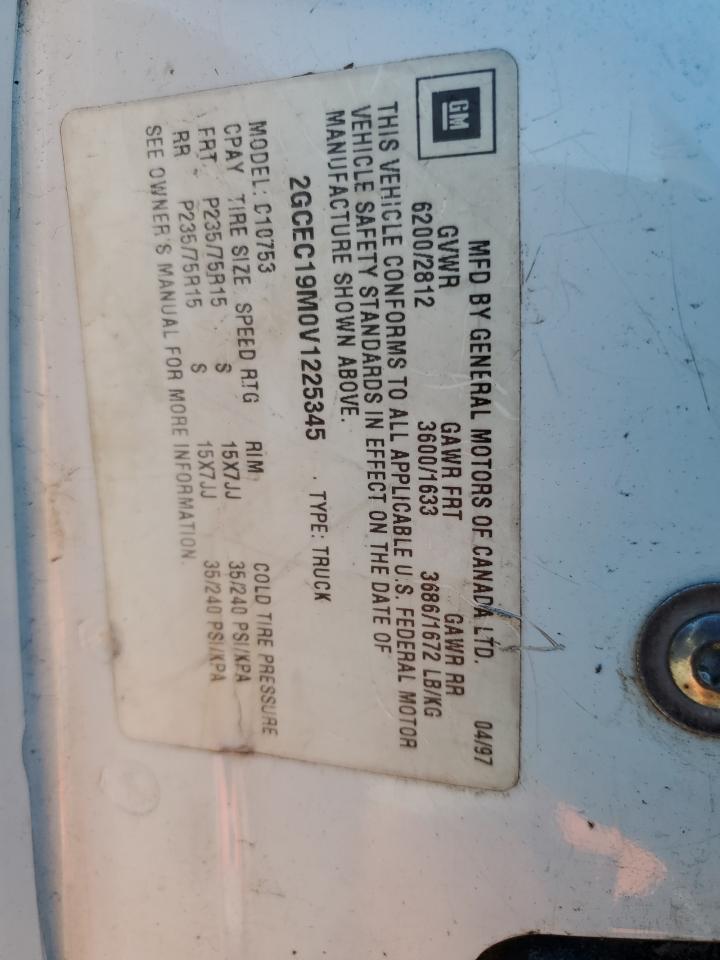 GM
MFD BY GENERAL MOTORS OF CANADA LTD. 04/97
GVWR GAWR FRT GAWR RR
6200/2812 3600/1633 3686/1672 LB/KG
THIS VEHICLE CONFORMS TO ALL APPLICABLE U.S. FEDERAL MOTOR
VEHICLE SAFETY STANDARDS IN EFFECT ON THE DATE OF
MANUFACTURE SHOWN ABOVE.
2GCEC19M0V1225345 TYPE: TRUCK
MODEL: C10753
CPAY TIRE SIZE SPEED RTG RIM COLD TIRE PRESSURE
FRT P235/75R15 S 15X7JJ 35/240 PSI/KPA
RR P235/75R15 S 15X7JJ 35/240 PSI/KPA
SEE OWNER'S MANUAL FOR MORE INFORMATION.